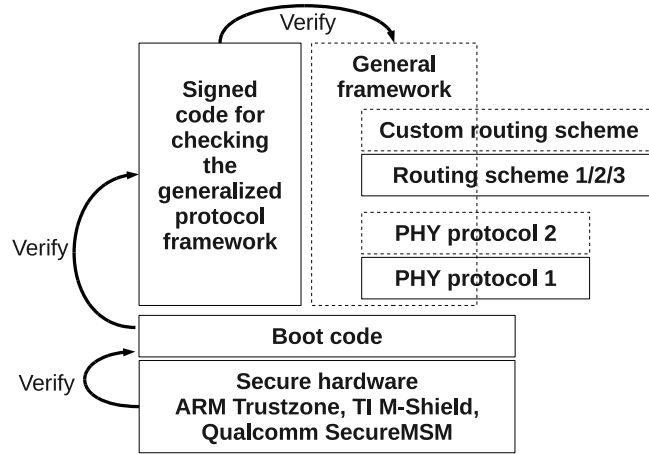 Verify
Signed
code for
checking
the
generalized
protocol
framework
General
framework
Custom routing scheme
Routing scheme 1/2/3
PHY protocol 2
PHY protocol 1
Verify
Boot code
Verify
Secure hardware
ARM Trustzone, TI M-Shield,
Qualcomm SecureMSM